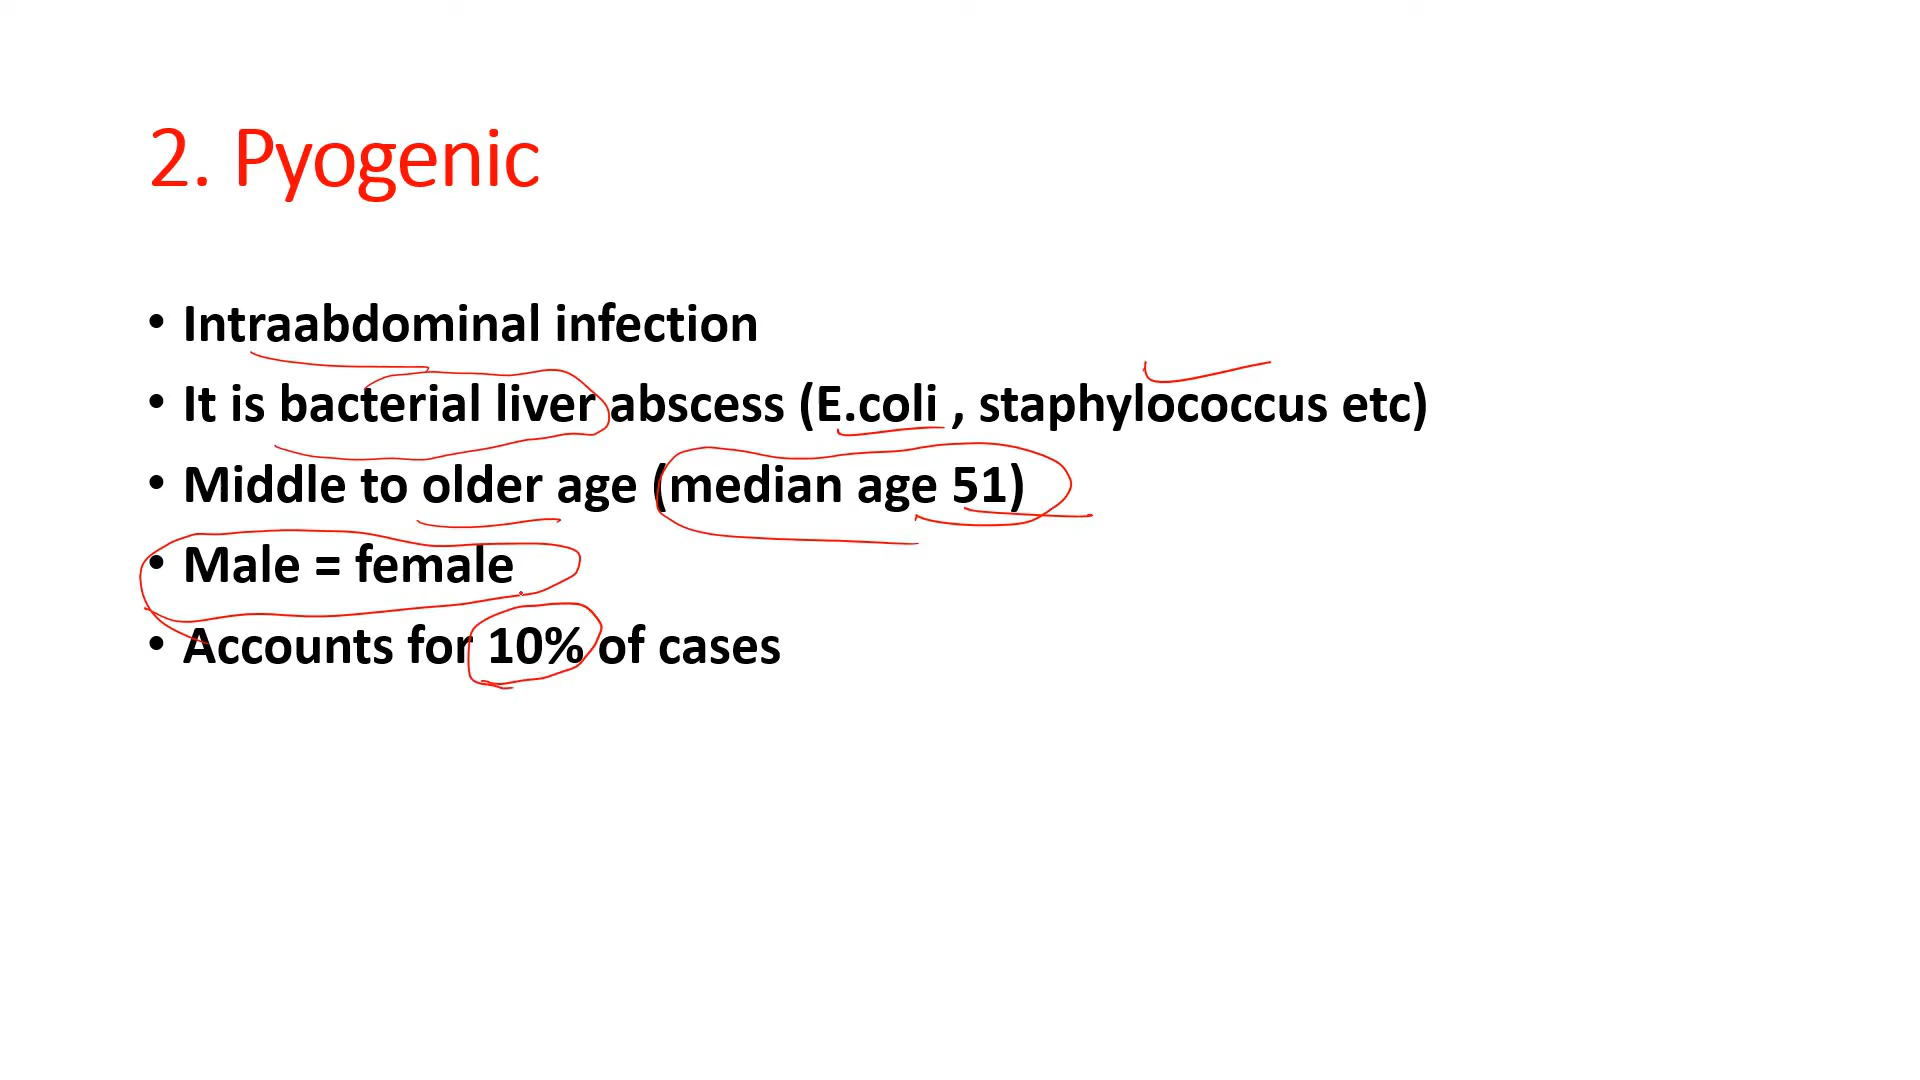 2. Pyogenic
• Intraabdominal infection
• It is bacterial liver abscess (E.coli , staphylococcus etc)
• Middle to older age (median age 51)
• Male = female
• Accounts for 10% of cases